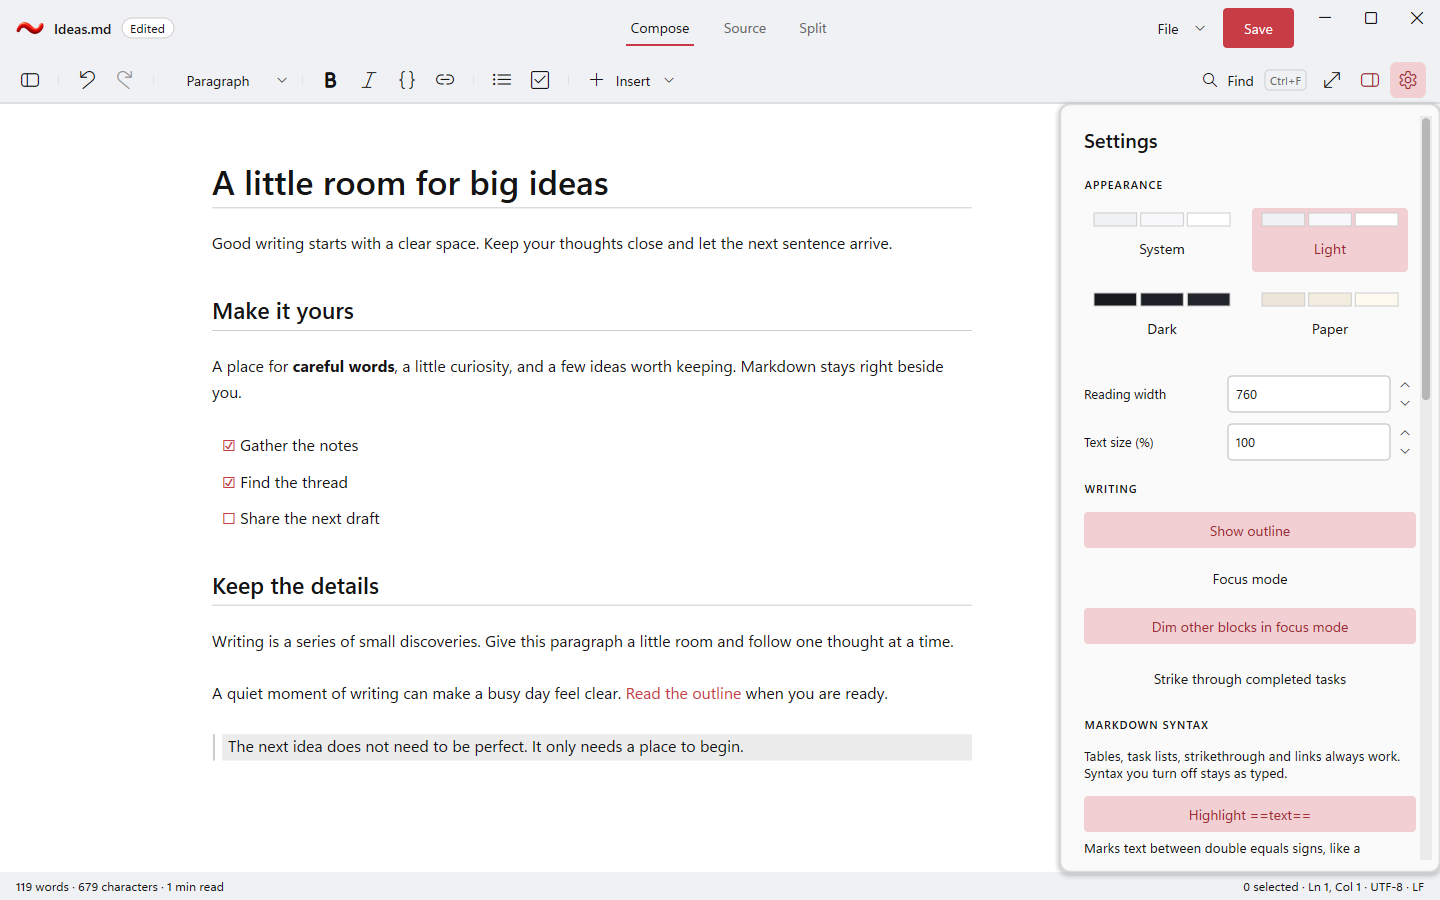 Ideas.md Edited
Compose Source Split
File Save
Paragraph B I {} Insert
Find Ctrl+F
A little room for big ideas
Good writing starts with a clear space. Keep your thoughts close and let the next sentence arrive.
Make it yours
A place for careful words, a little curiosity, and a few ideas worth keeping. Markdown stays right beside
you.
Gather the notes
Find the thread
Share the next draft
Keep the details
Writing is a series of small discoveries. Give this paragraph a little room and follow one thought at a time.
A quiet moment of writing can make a busy day feel clear. Read the outline when you are ready.
The next idea does not need to be perfect. It only needs a place to begin.
Settings
APPEARANCE
System Light
Dark Paper
Reading width 760
Text size (%) 100
WRITING
Show outline
Focus mode
Dim other blocks in focus mode
Strike through completed tasks
MARKDOWN SYNTAX
Tables, task lists, strikethrough and links always work.
Syntax you turn off stays as typed.
Highlight ==text==
Marks text between double equals signs, like a
119 words · 679 characters · 1 min read
0 selected · Ln 1, Col 1 · UTF-8 · LF